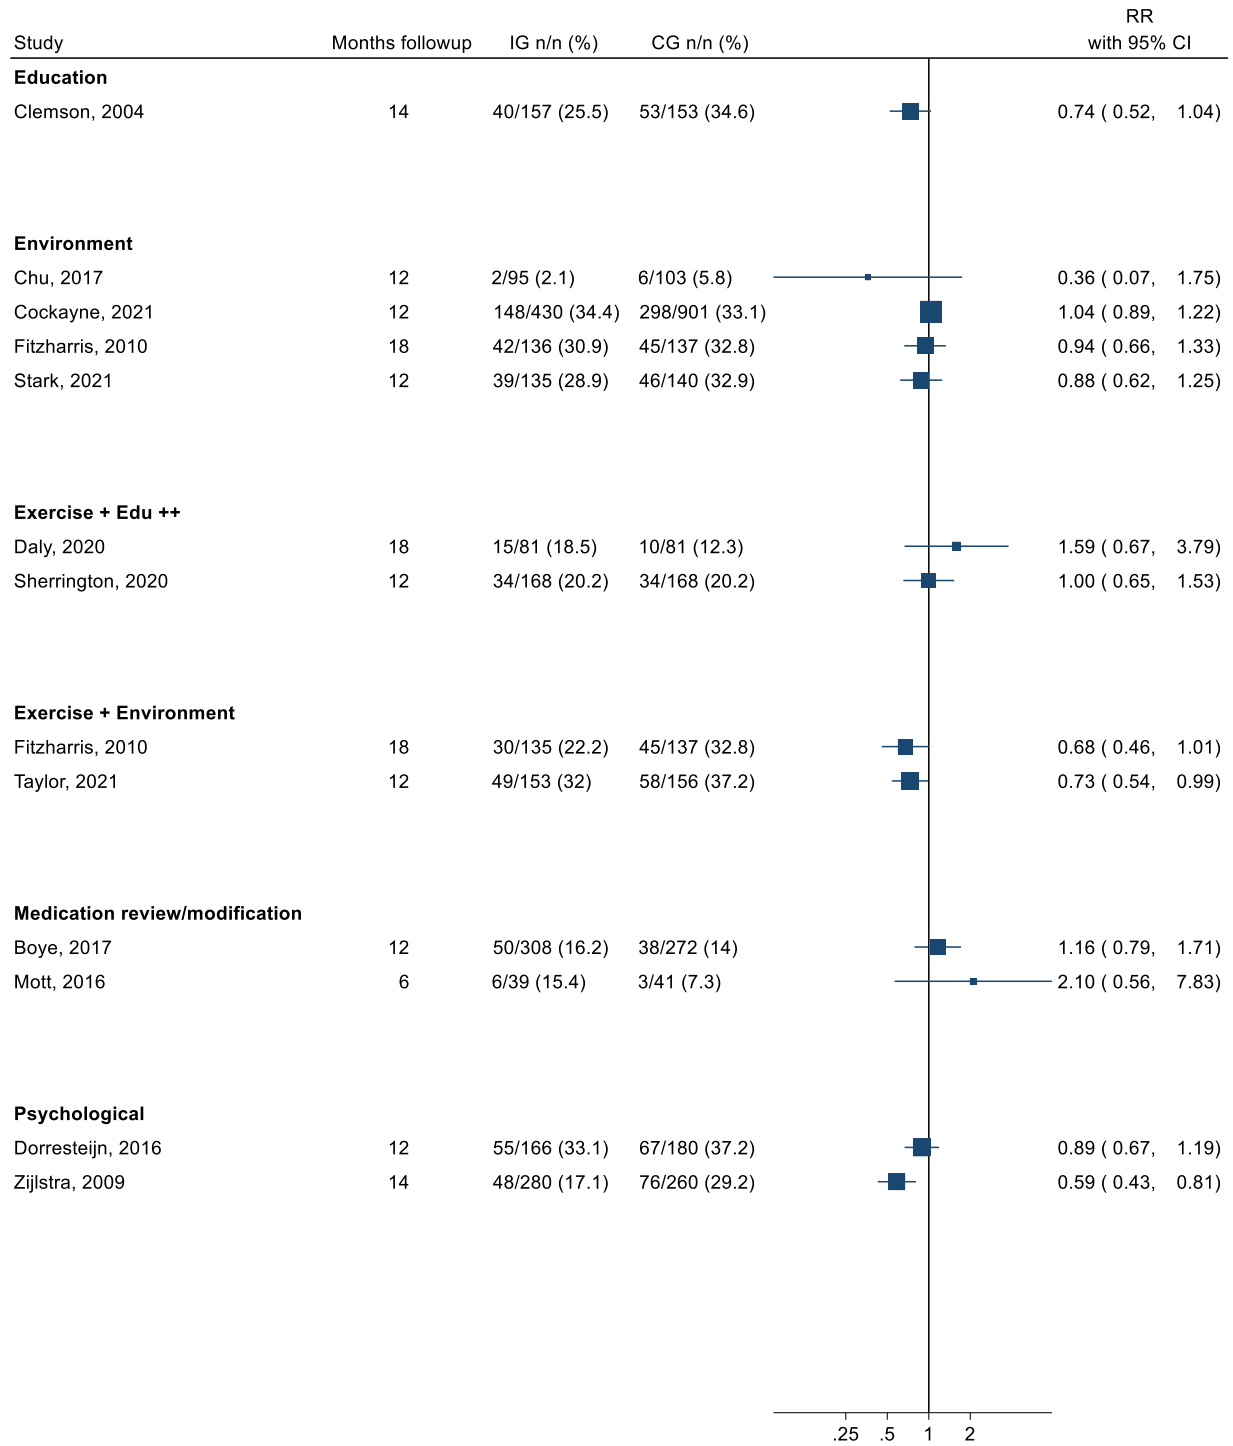 RR
Study Months followup IG n/n (%) CG n/n (%) with 95% CI
Education
Clemson, 2004 14 40/157 (25.5) 53/153 (34.6) 0.74 ( 0.52, 1.04)
Environment
Chu, 2017 12 2/95 (2.1) 6/103 (5.8) 0.36 ( 0.07, 1.75)
Cockayne, 2021 12 148/430 (34.4) 298/901 (33.1) 1.04 ( 0.89, 1.22)
Fitzharris, 2010 18 42/136 (30.9) 45/137 (32.8) 0.94 ( 0.66, 1.33)
Stark, 2021 12 39/135 (28.9) 46/140 (32.9) 0.88 ( 0.62, 1.25)
Exercise + Edu ++
Daly, 2020 18 15/81 (18.5) 10/81 (12.3) 1.59 ( 0.67, 3.79)
Sherrington, 2020 12 34/168 (20.2) 34/168 (20.2) 1.00 ( 0.65, 1.53)
Exercise + Environment
Fitzharris, 2010 18 30/135 (22.2) 45/137 (32.8) 0.68 ( 0.46, 1.01)
Taylor, 2021 12 49/153 (32) 58/156 (37.2) 0.73 ( 0.54, 0.99)
Medication review/modification
Boye, 2017 12 50/308 (16.2) 38/272 (14) 1.16 ( 0.79, 1.71)
Mott, 2016 6 6/39 (15.4) 3/41 (7.3) 2.10 ( 0.56, 7.83)
Psychological
Dorresteijn, 2016 12 55/166 (33.1) 67/180 (37.2) 0.89 ( 0.67, 1.19)
Zijlstra, 2009 14 48/280 (17.1) 76/260 (29.2) 0.59 ( 0.43, 0.81)
.25 .5 1 2